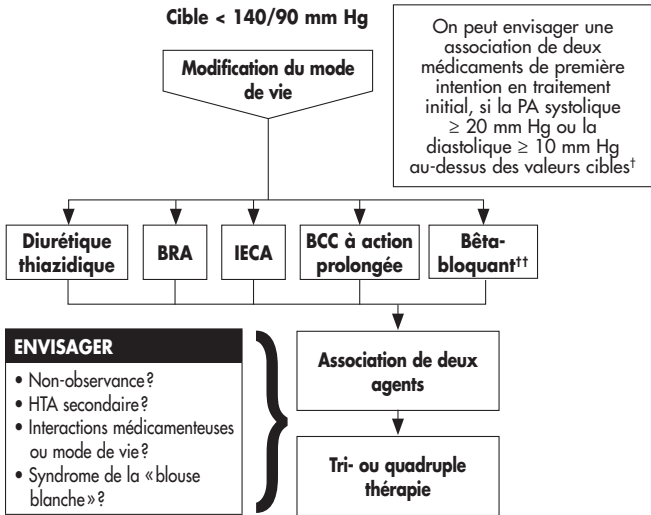 Cible < 140/90 mm Hg
Modification du mode
de vie
On peut envisager une
association de deux
médicaments de première
intention en traitement
initial, si la PA systolique
≥ 20 mm Hg ou la
diastolique ≥ 10 mm Hg
au-dessus des valeurs cibles†
Diurétique
thiazidique
BRA
IECA
BCC à action
prolongée
Bêta-
bloquant††
ENVISAGER
• Non-observance?
• HTA secondaire?
• Interactions médicamenteuses
ou mode de vie?
• Syndrome de la «blouse
blanche»?
Association de deux
agents
Tri- ou quadruple
thérapie